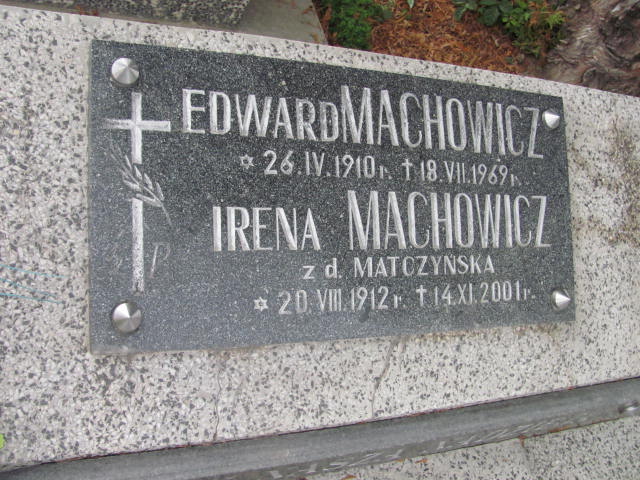 EDWARD MACHOWICZ
✡ 26.IV.1910 r. ✝ 18.VII.1969 r.
IRENA MACHOWICZ
z d. MATCZYŃSKA
✡ 20.VIII.1912 r. ✝ 14.XI.2001 r.
Ś P